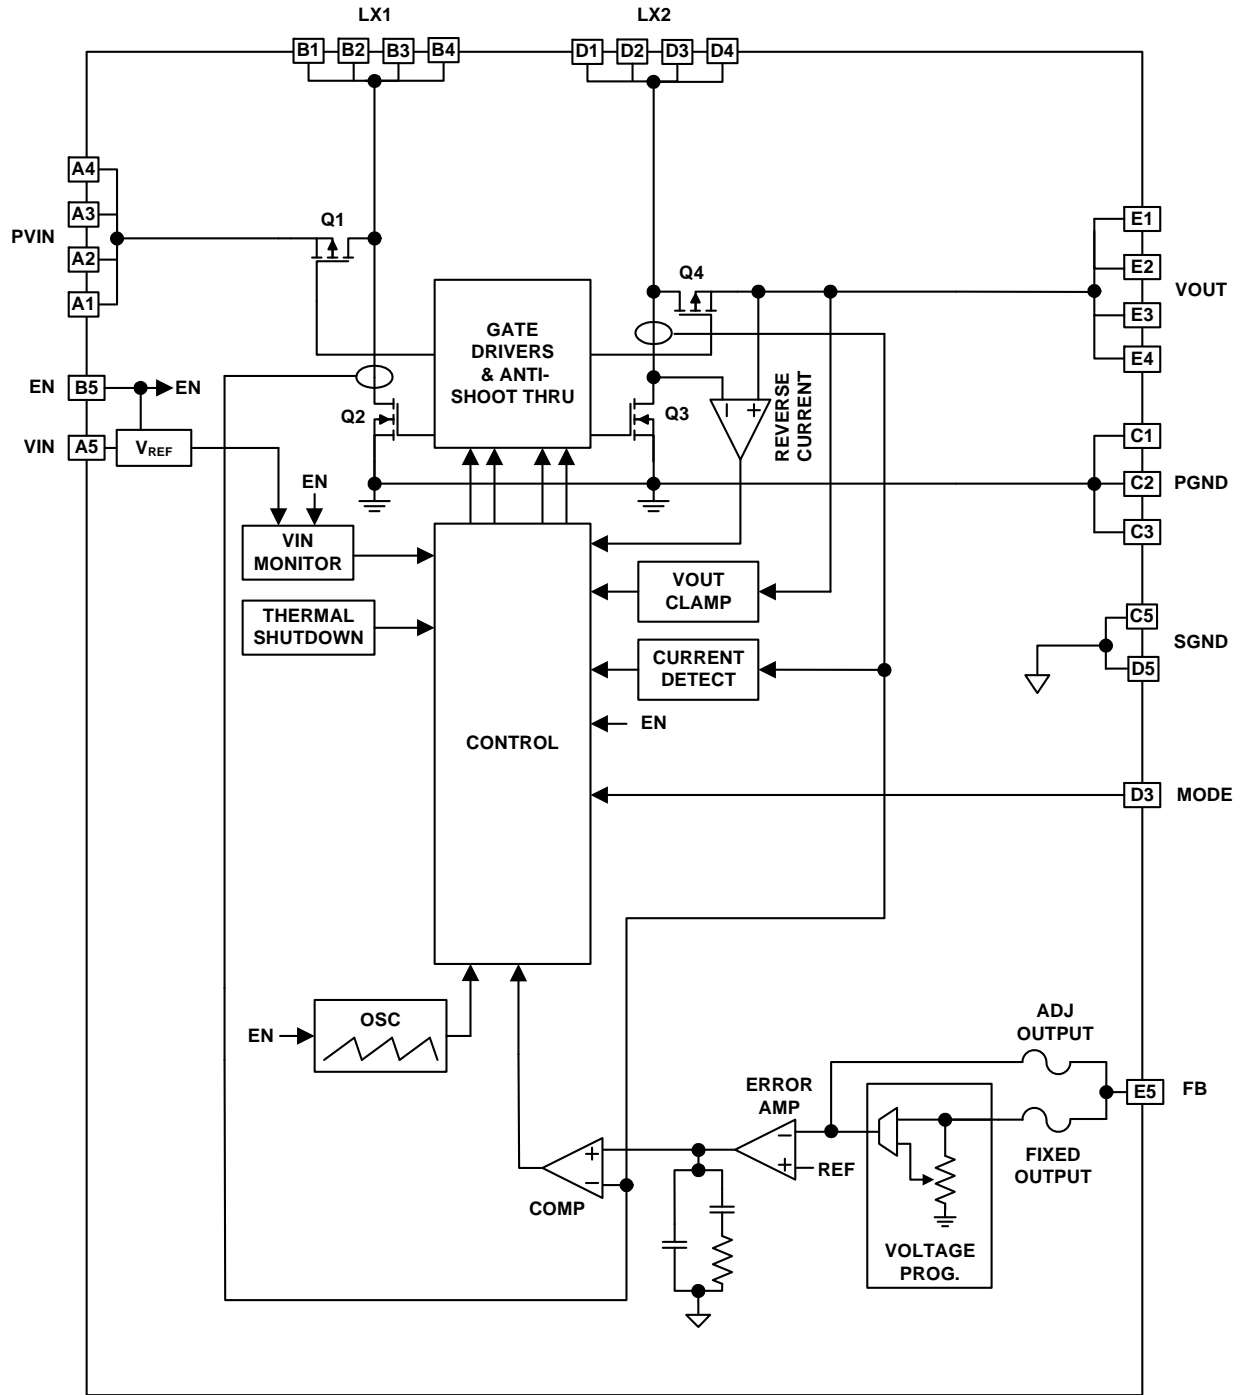 LX1
LX2
B1
B2
B3
B4
D1
D2
D3
D4
A4
A3
A2
A1
PVIN
Q1
Q4
E1
E2
E3
E4
VOUT
GATE
DRIVERS
& ANTI-
SHOOT THRU
EN
B5
EN
VIN
A5
VREF
Q2
Q3
REVERSE
CURRENT
C1
C2
C3
PGND
EN
VIN
MONITOR
THERMAL
SHUTDOWN
VOUT
CLAMP
CURRENT
DETECT
EN
CONTROL
C5
D5
SGND
D3
MODE
EN
OSC
ADJ
OUTPUT
ERROR
AMP
E5
FB
REF
FIXED
OUTPUT
COMP
VOLTAGE
PROG.